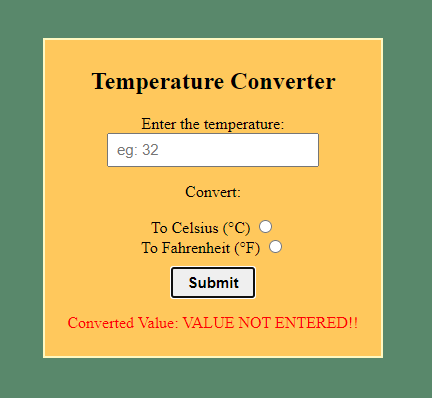 Temperature Converter
Enter the temperature:
eg: 32
Convert:
To Celsius (°C)
To Fahrenheit (°F)
Submit
Converted Value: VALUE NOT ENTERED!!